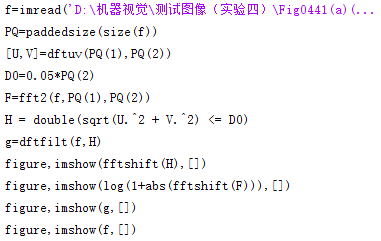 f=imread('D:\机器视觉\测试图像（实验四）\Fig0441(a)(...
PQ=paddedsize(size(f))
[U,V]=dftuv(PQ(1),PQ(2))
D0=0.05*PQ(2)
F=fft2(f,PQ(1),PQ(2))
H = double(sqrt(U.^2 + V.^2) <= D0)
g=dftfilt(f,H)
figure,imshow(fftshift(H),[])
figure,imshow(log(1+abs(fftshift(F))),[])
figure,imshow(g,[])
figure,imshow(f,[])